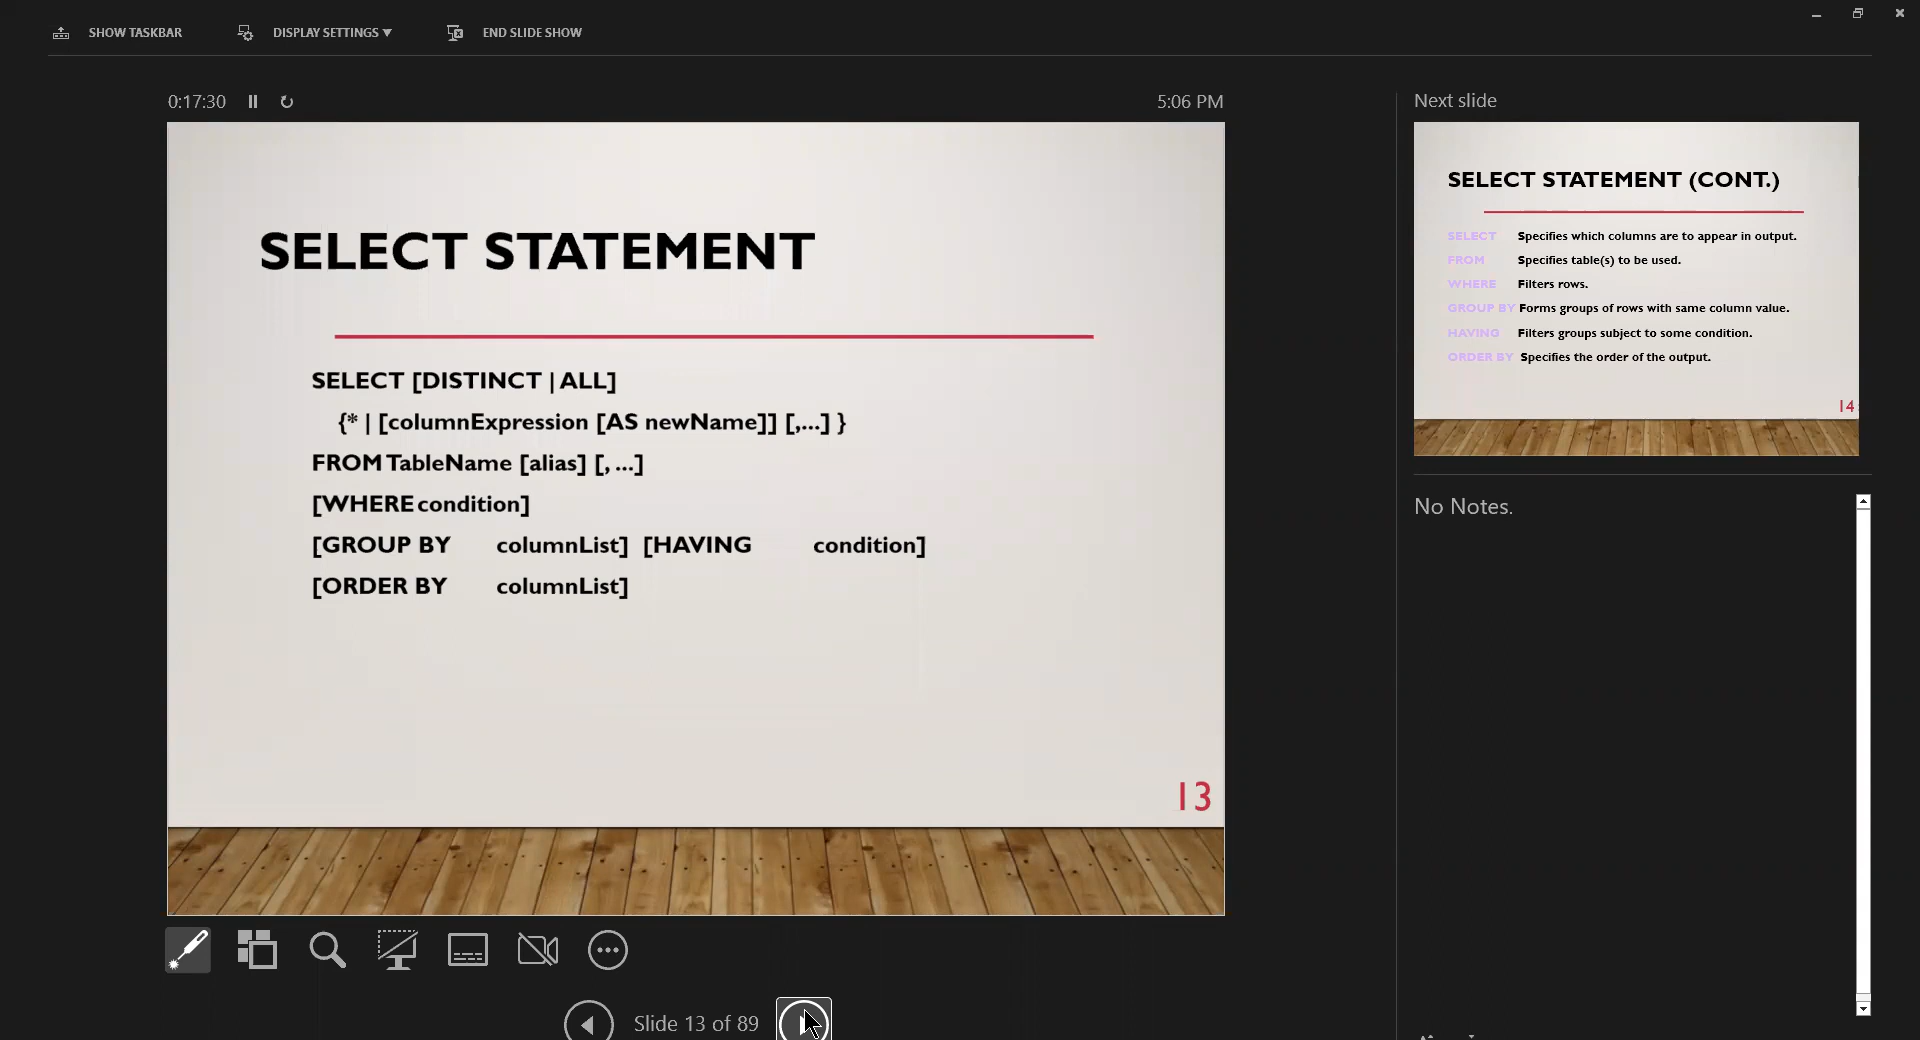 SHOW TASKBAR DISPLAY SETTINGS ▼ END SLIDE SHOW
0:17:30 5:06 PM
SELECT STATEMENT
SELECT [DISTINCT | ALL]
{* | [columnExpression [AS newName]] [,...] }
FROM TableName [alias] [, ...]
[WHERE condition]
[GROUP BY columnList] [HAVING condition]
[ORDER BY columnList]
13
Slide 13 of 89
Next slide
SELECT STATEMENT (CONT.)
SELECT Specifies which columns are to appear in output.
FROM Specifies table(s) to be used.
WHERE Filters rows.
GROUP BY Forms groups of rows with same column value.
HAVING Filters groups subject to some condition.
ORDER BY Specifies the order of the output.
14
No Notes.